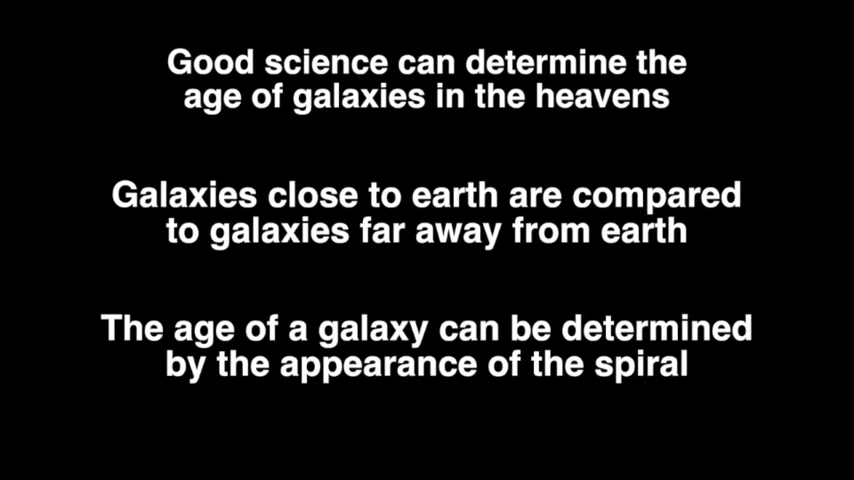 Good science can determine the
age of galaxies in the heavens
Galaxies close to earth are compared
to galaxies far away from earth
The age of a galaxy can be determined
by the appearance of the spiral